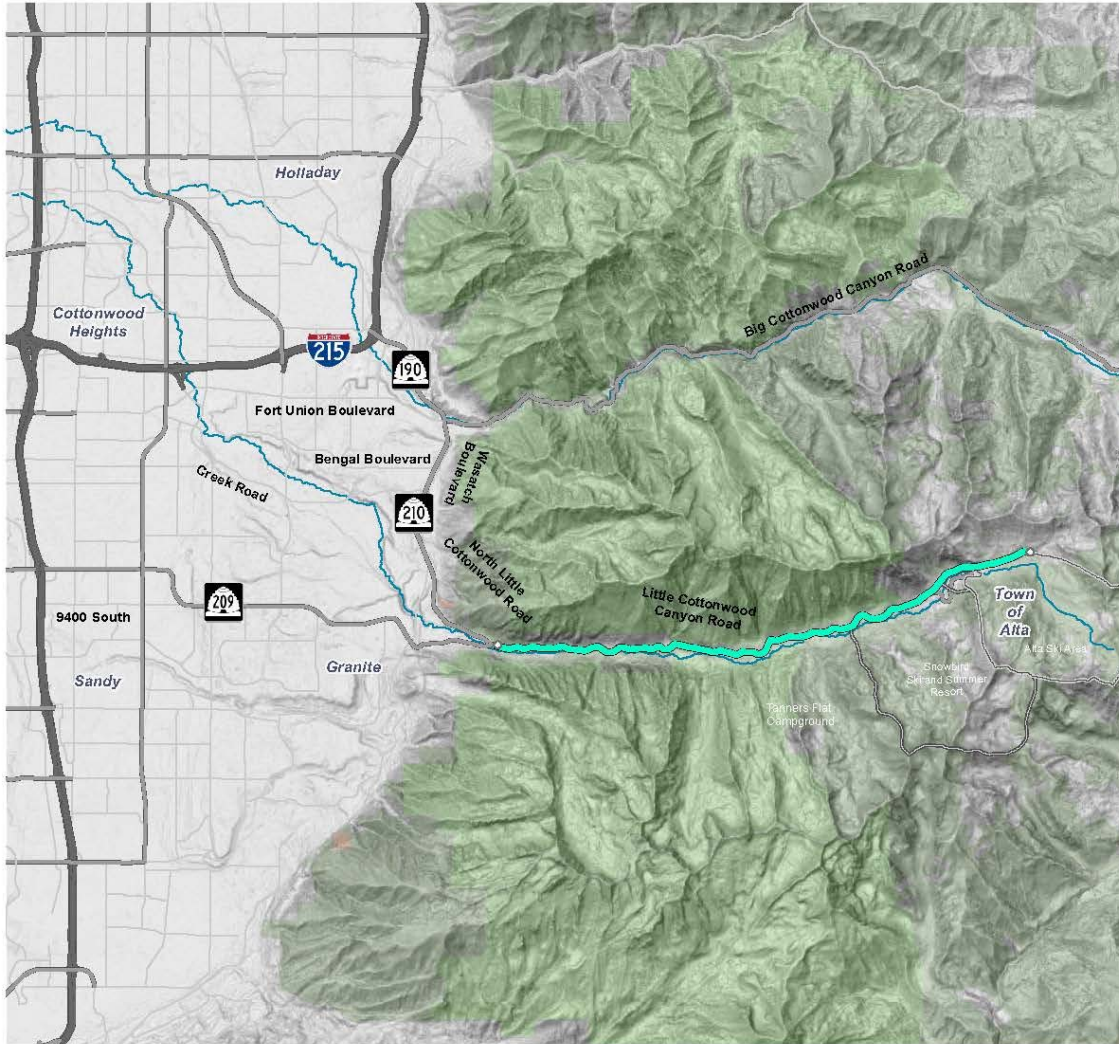 Holladay
Cottonwood
Heights
Big Cottonwood Canyon Road
215
190
Fort Union Boulevard
Bengal Boulevard
Wasatch
Boulevard
Creek Road
210
North Little
Cottonwood Road
209
9400 South
Little Cottonwood
Canyon Road
Town
of
Alta
Alta Ski Area
Granite
Sandy
Snowbird
Ski and Summer
Resort
Tanners Flat
Campground